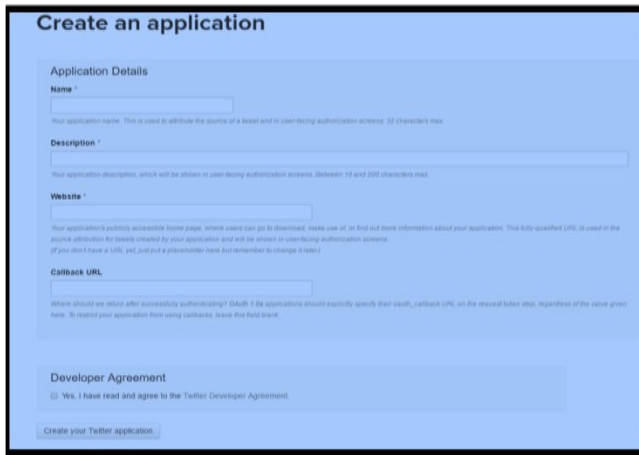 Create an application
Application Details
Name *
Your application name. This is used to attribute the source of a tweet and in user-facing authorization screens. 32 characters max.
Description *
Your application description, which will be shown in user-facing authorization screens. Between 10 and 200 characters max.
Website *
Your application's publicly accessible home page, where users can go to download, make use of, or find out more information about your application. This fully-qualified URL is used in the
source attribution for tweets created by your application and will be shown in user-facing authorization screens.
(If you don't have a URL yet, just put a placeholder here but remember to change it later.)
Callback URL
Where should we return after successfully authenticating? OAuth 1.0a applications should explicitly specify their oauth_callback URL on the request token step, regardless of the value given
here. To restrict your application from using callbacks, leave this field blank.
Developer Agreement
Yes, I have read and agree to the Twitter Developer Agreement.
Create your Twitter application